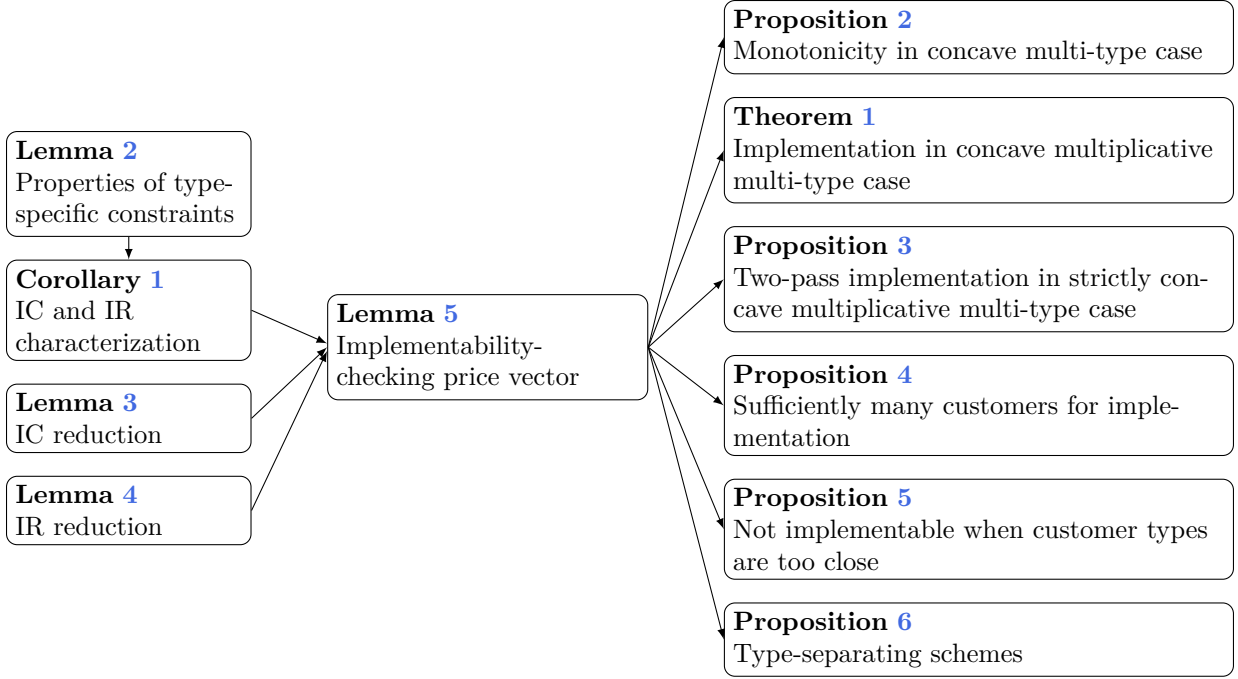 Lemma 2
Properties of type-
specific constraints
Corollary 1
IC and IR
characterization
Lemma 3
IC reduction
Lemma 4
IR reduction
Lemma 5
Implementability-
checking price vector
Proposition 2
Monotonicity in concave multi-type case
Theorem 1
Implementation in concave multiplicative
multi-type case
Proposition 3
Two-pass implementation in strictly con-
cave multiplicative multi-type case
Proposition 4
Sufficiently many customers for imple-
mentation
Proposition 5
Not implementable when customer types
are too close
Proposition 6
Type-separating schemes